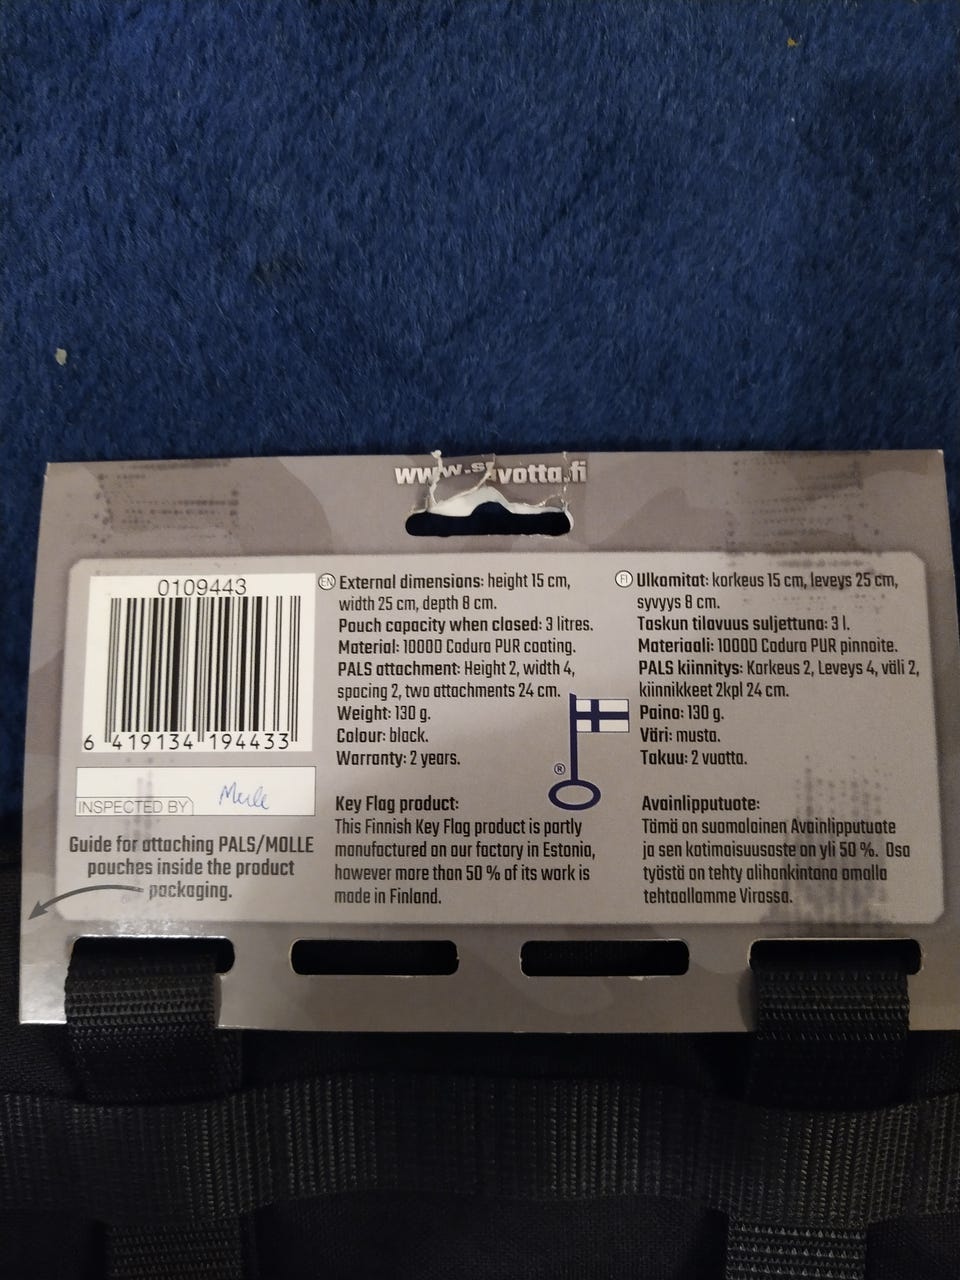 www.savotta.fi
0109443
6 419134 194433
INSPECTED BY
Guide for attaching PALS/MOLLE
pouches inside the product
packaging.
EN External dimensions: height 15 cm,
width 25 cm, depth 8 cm.
Pouch capacity when closed: 3 litres.
Material: 1000D Codura PUR coating.
PALS attachment: Height 2, width 4,
spacing 2, two attachments 24 cm.
Weight: 130 g.
Colour: black.
Warranty: 2 years.
Key Flag product:
This Finnish Key Flag product is partly
manufactured on our factory in Estonia,
however more than 50 % of its work is
made in Finland.
®
FI Ulkomitat: korkeus 15 cm, leveys 25 cm,
syvyys 8 cm.
Taskun tilavuus suljettuna: 3 l.
Materiaali: 1000D Codura PUR pinnoite.
PALS kiinnitys: Korkeus 2, Leveys 4, väli 2,
kiinnikkeet 2kpl 24 cm.
Paino: 130 g.
Väri: musta.
Takuu: 2 vuotta.
Avainlipputuote:
Tämä on suomalainen Avainlipputuote
ja sen kotimaisuusaste on yli 50 %. Osa
työstä on tehty alihankintana omalla
tehtaallamme Virossa.